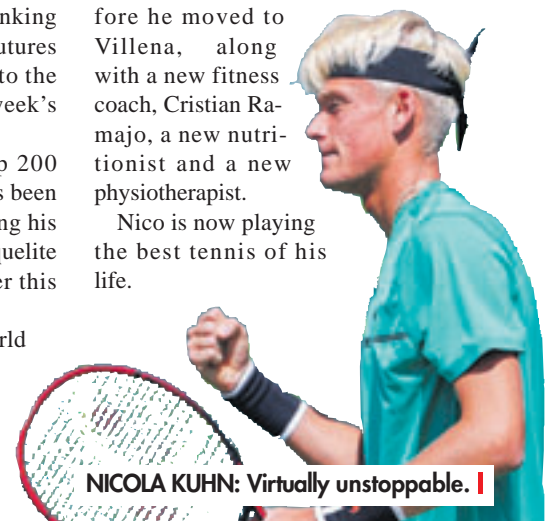 nking
utures
to the
week's
p 200
s been
ng his
uelite
er this
rld
fore he moved to
Villena, along
with a new fitness
coach, Cristian Ra-
majo, a new nutri-
tionist and a new
physiotherapist.
Nico is now playing
the best tennis of his
life.
NICOLA KUHN: Virtually unstoppable.